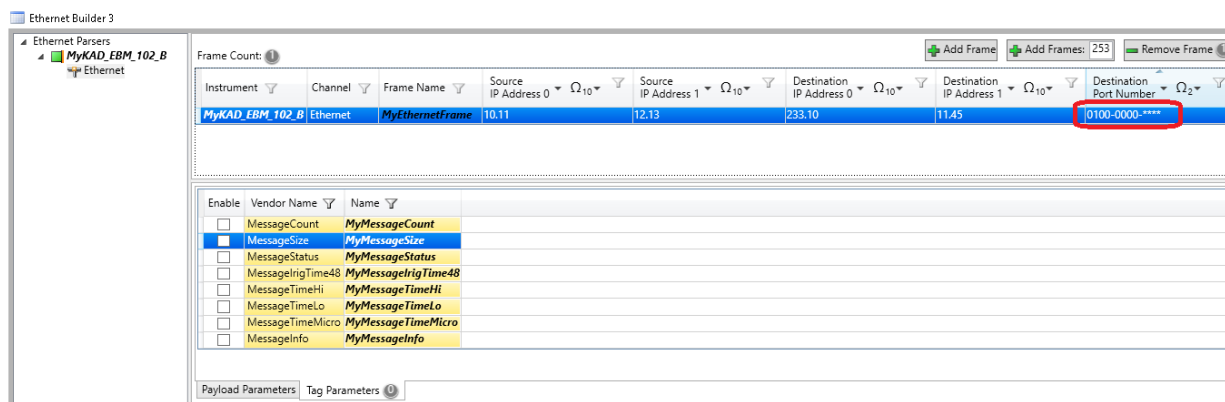 Ethernet Builder 3
Ethernet Parsers
MyKAD_EBM_102_B
Ethernet
Frame Count: 1
Add Frame
Add Frames: 253
Remove Frame
Instrument
Channel
Frame Name
Source
IP Address 0
Ω10
Source
IP Address 1
Ω10
Destination
IP Address 0
Ω10
Destination
IP Address 1
Ω10
Destination
Port Number
Ω2
MyKAD_EBM_102_B Ethernet MyEthernetFrame 10.11 12.13 233.10 11.45 0100-0000-****
Enable Vendor Name Name
MessageCount MyMessageCount
MessageSize MyMessageSize
MessageStatus MyMessageStatus
MessageIrigTime48 MyMessageIrigTime48
MessageTimeHi MyMessageTimeHi
MessageTimeLo MyMessageTimeLo
MessageTimeMicro MyMessageTimeMicro
MessageInfo MyMessageInfo
Payload Parameters Tag Parameters 0